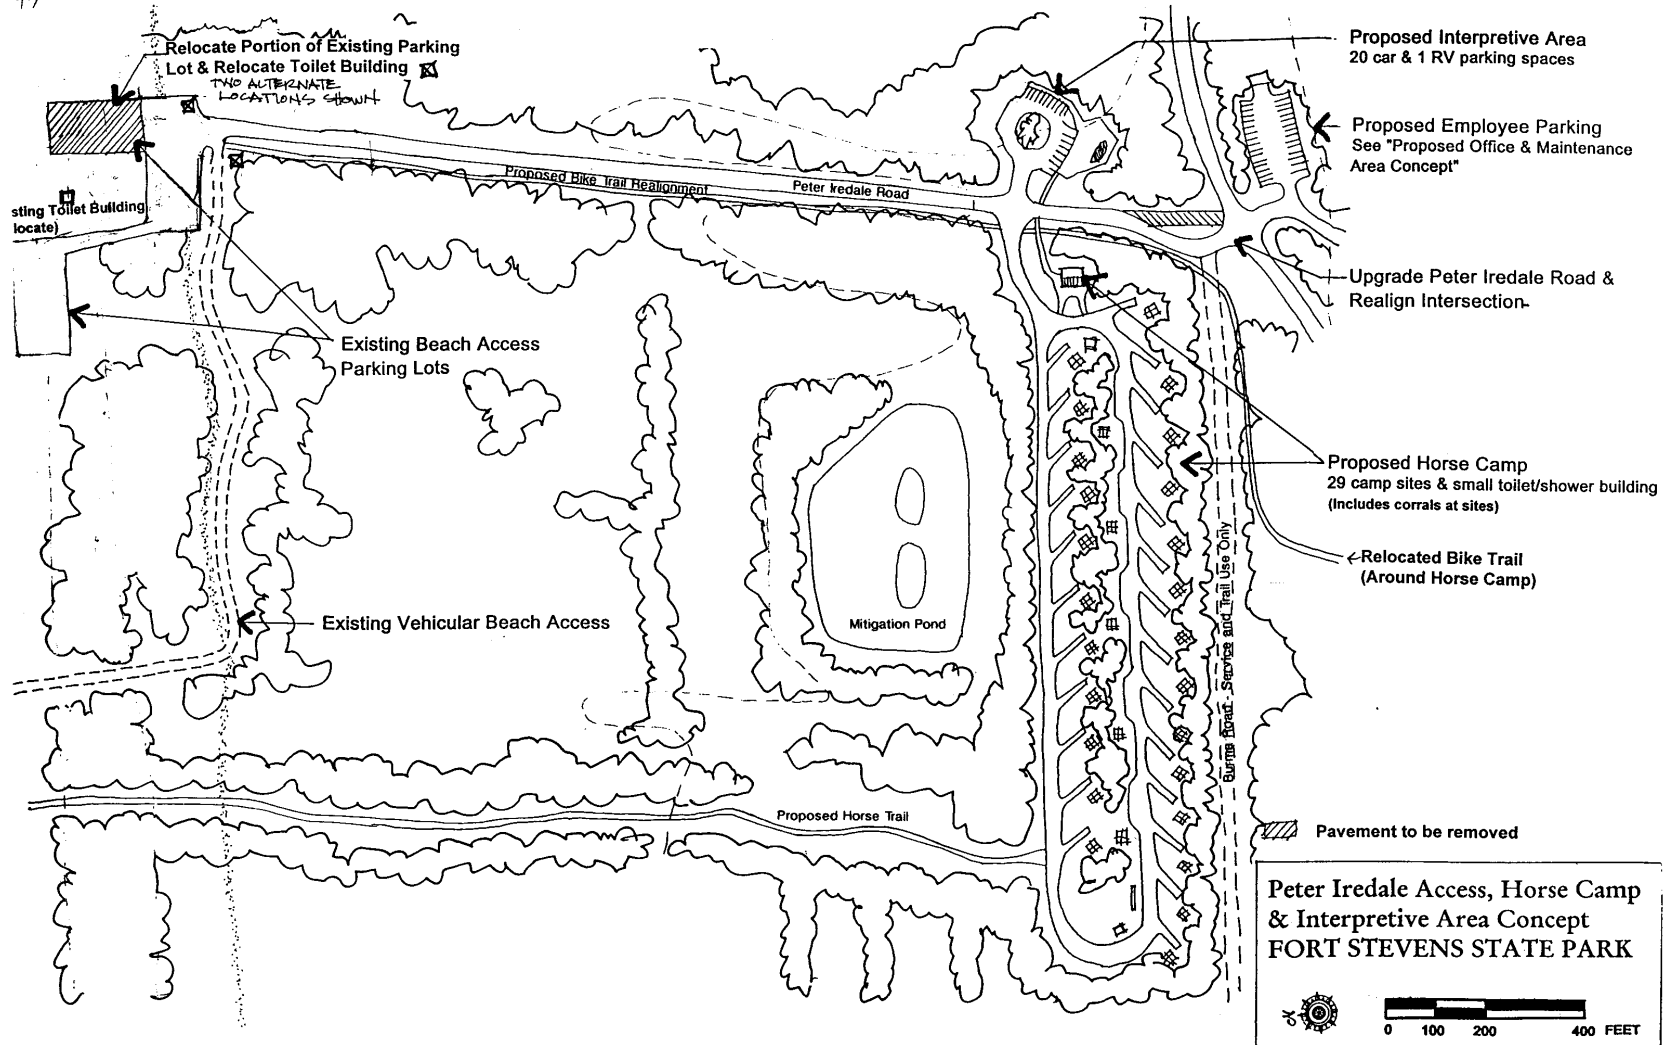 Relocate Portion of Existing Parking
Lot & Relocate Toilet Building
TWO ALTERNATE
LOCATIONS SHOWN
Proposed Interpretive Area
20 car & 1 RV parking spaces
Proposed Employee Parking
See "Proposed Office & Maintenance
Area Concept"
Proposed Bike Trail Realignment
Peter Iredale Road
sting Toilet Building
locate)
Upgrade Peter Iredale Road &
Realign Intersection
Existing Beach Access
Parking Lots
Proposed Horse Camp
29 camp sites & small toilet/shower building
(Includes corrals at sites)
Relocated Bike Trail
(Around Horse Camp)
Burma Road - Service and Trail Use Only
Existing Vehicular Beach Access
Mitigation Pond
Proposed Horse Trail
Pavement to be removed
Peter Iredale Access, Horse Camp
& Interpretive Area Concept
FORT STEVENS STATE PARK
N
0 100 200 400 FEET